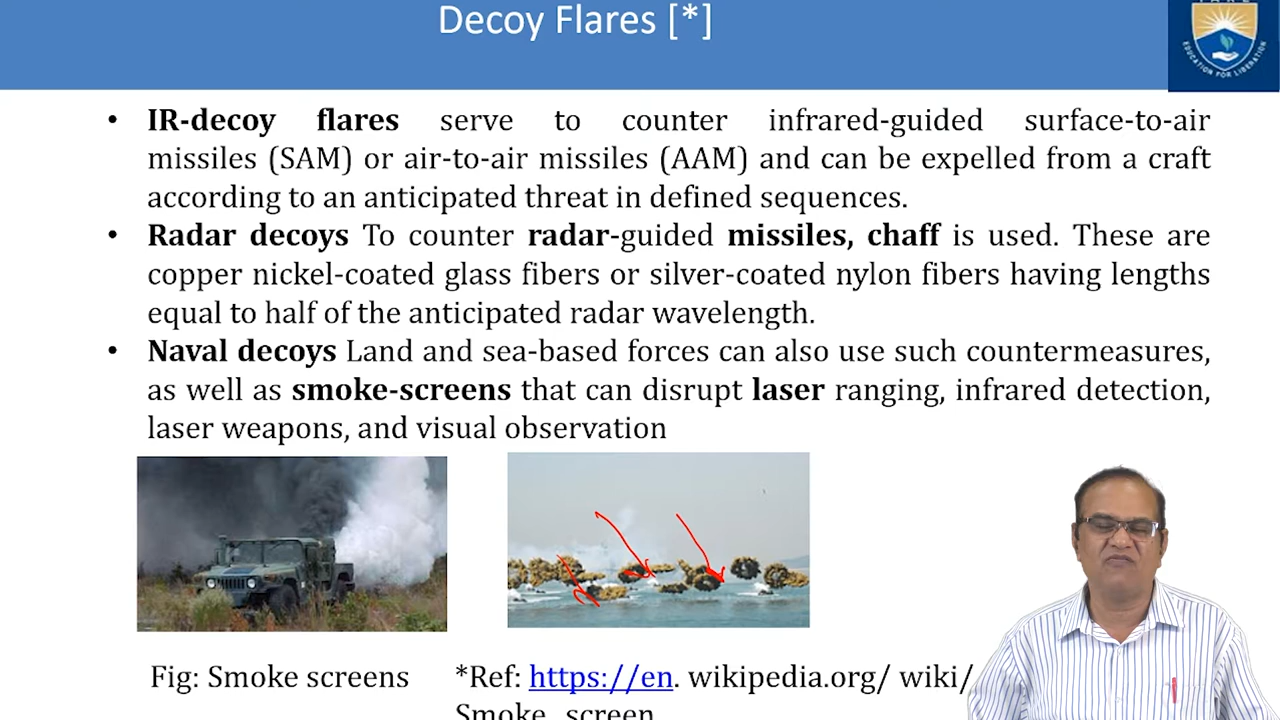 Decoy Flares [*]
EDUCATION FOR LIBERATION
• IR-decoy flares serve to counter infrared-guided surface-to-air
missiles (SAM) or air-to-air missiles (AAM) and can be expelled from a craft
according to an anticipated threat in defined sequences.
• Radar decoys To counter radar-guided missiles, chaff is used. These are
copper nickel-coated glass fibers or silver-coated nylon fibers having lengths
equal to half of the anticipated radar wavelength.
• Naval decoys Land and sea-based forces can also use such countermeasures,
as well as smoke-screens that can disrupt laser ranging, infrared detection,
laser weapons, and visual observation
Fig: Smoke screens
*Ref: https://en. wikipedia.org/ wiki/
Smoke_screen